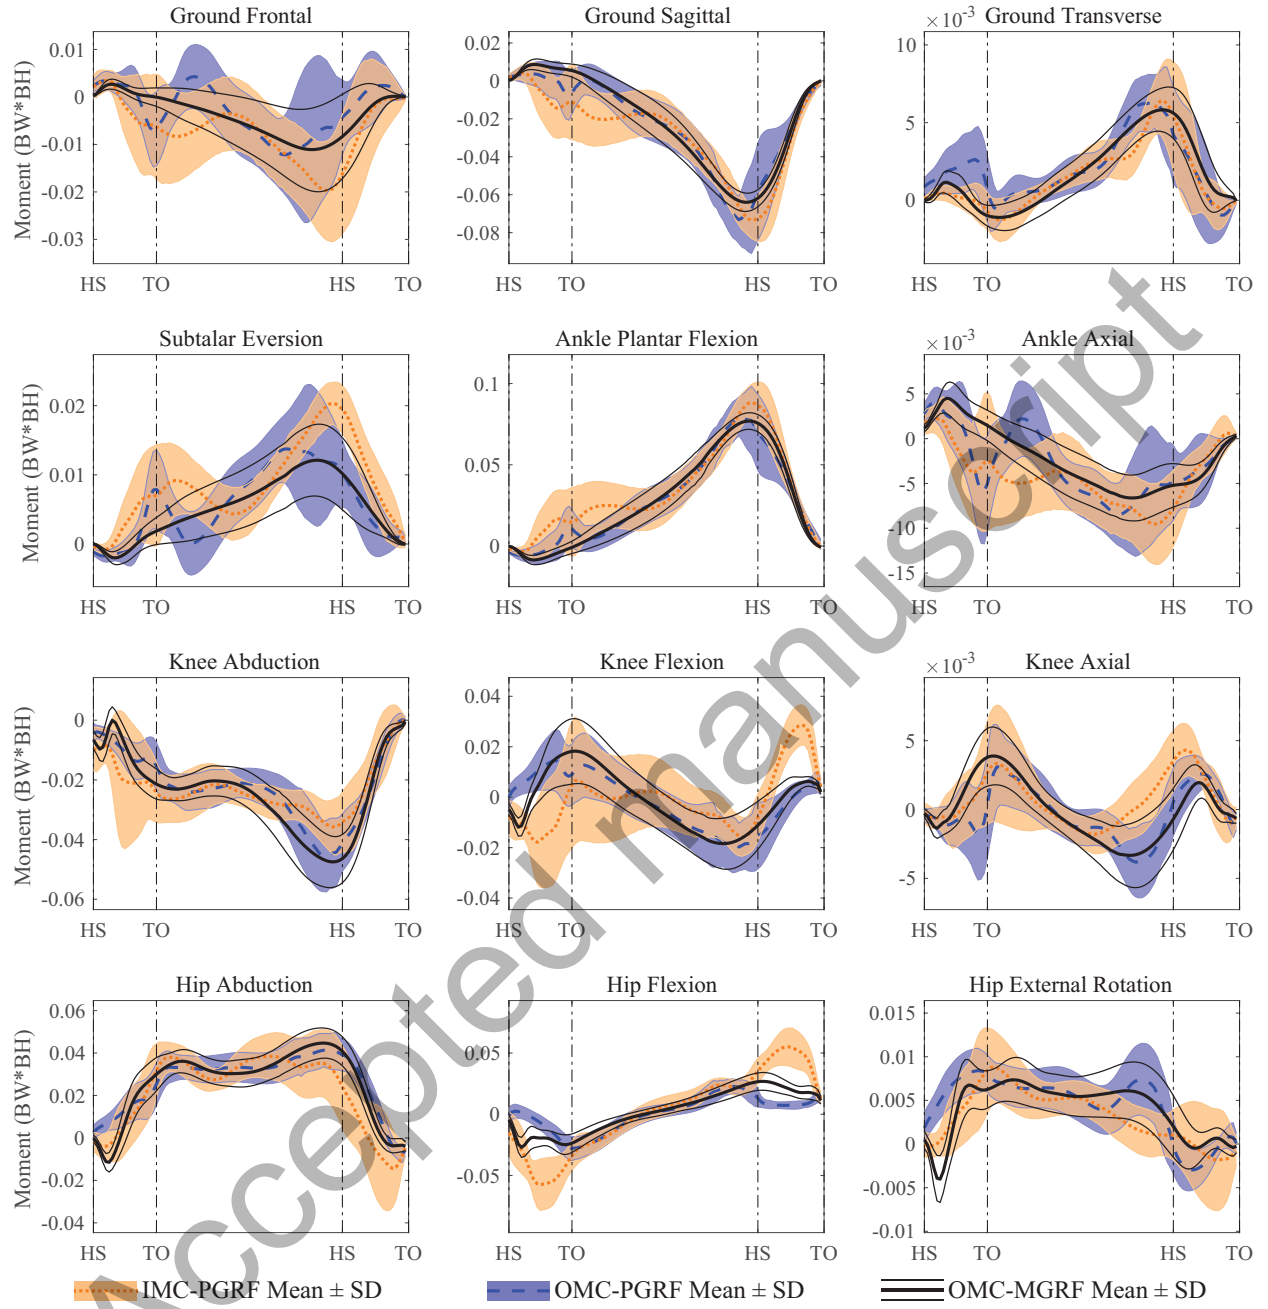 Ground Frontal
Ground Sagittal
×10⁻³ Ground Transverse
Moment (BW*BH)
0.01
0
-0.01
-0.02
-0.03
HS TO HS TO
0.02
0
-0.02
-0.04
-0.06
-0.08
HS TO HS TO
10
5
0
HS TO HS TO
Subtalar Eversion
Ankle Plantar Flexion
×10⁻³ Ankle Axial
Moment (BW*BH)
0.02
0.01
0
HS TO HS TO
0.1
0.05
0
HS TO HS TO
5
0
-5
-10
-15
HS TO HS TO
Knee Abduction
Knee Flexion
×10⁻³ Knee Axial
Moment (BW*BH)
0
-0.02
-0.04
-0.06
HS TO HS TO
0.04
0.02
0
-0.02
-0.04
HS TO HS TO
5
0
-5
HS TO HS TO
Hip Abduction
Hip Flexion
Hip External Rotation
Moment (BW*BH)
0.06
0.04
0.02
0
-0.02
-0.04
HS TO HS TO
0.05
0
-0.05
HS TO HS TO
0.015
0.01
0.005
0
-0.005
-0.01
HS TO HS TO
IMC-PGRF Mean ± SD
OMC-PGRF Mean ± SD
OMC-MGRF Mean ± SD
Accepted manuscript